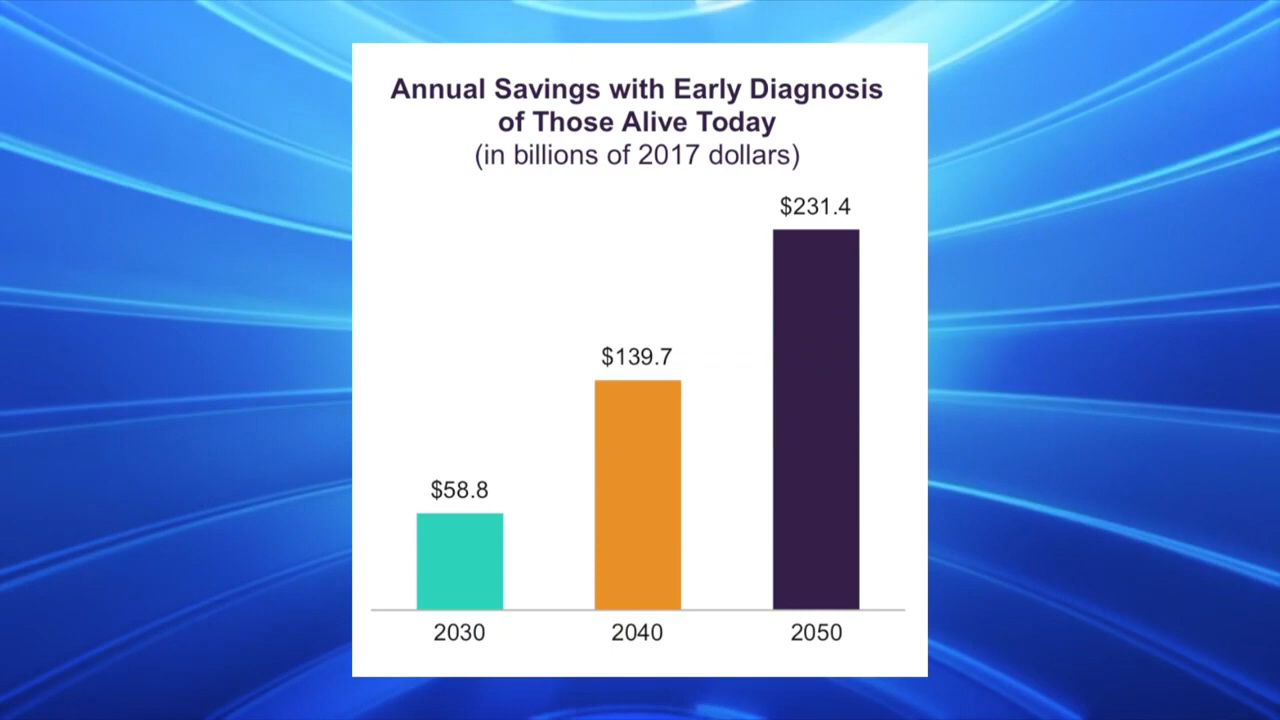 Annual Savings with Early Diagnosis
of Those Alive Today
(in billions of 2017 dollars)
$231.4
$139.7
$58.8
2030
2040
2050